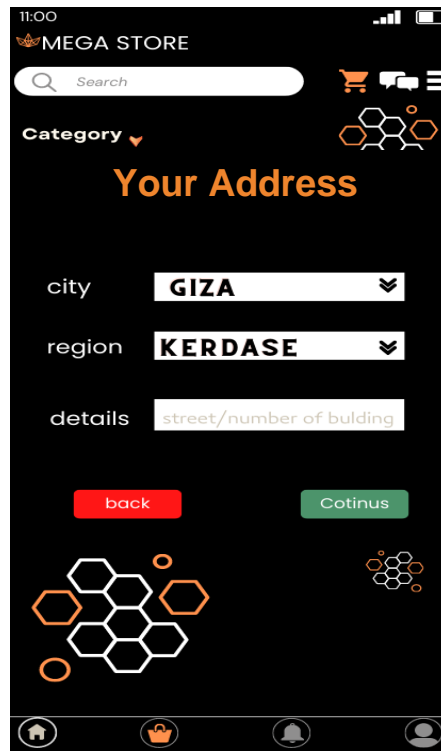 11:00
MEGA STORE
Search
Category
Your Address
city GIZA
region KERDASE
details street/number of bulding
back Cotinus